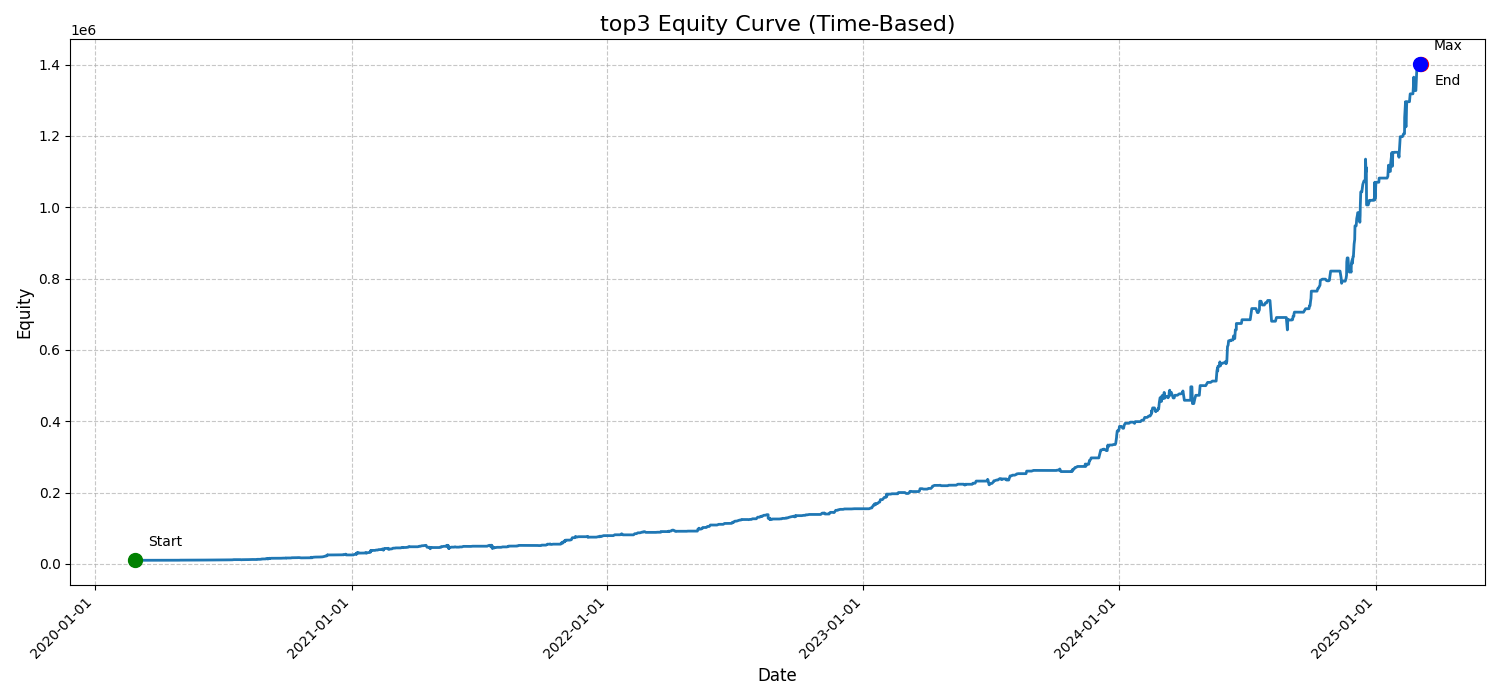 top3 Equity Curve (Time-Based)
1e6
Max
1.4
End
1.2
1.0
0.8
Equity
0.6
0.4
0.2
Start
0.0
2020-01-01
2021-01-01
2022-01-01
2023-01-01
2024-01-01
2025-01-01
Date